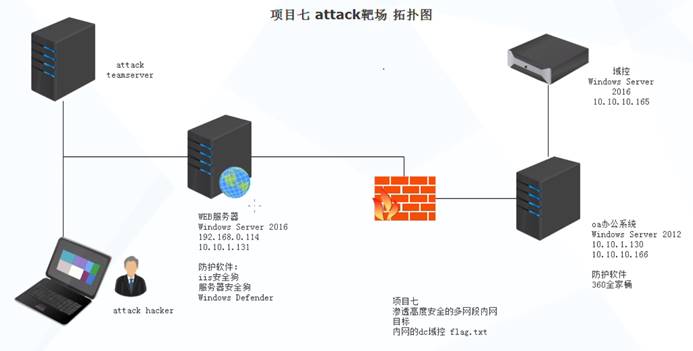 项目七 attack靶场 拓扑图
attack
teamserver
域控
Windows Server
2016
10.10.10.165
WEB服务器
Windows Server 2016
192.168.0.114
10.10.1.131
防护软件:
iis安全狗
服务器安全狗
Windows Defender
oa办公系统
Windows Server 2012
10.10.1.130
10.10.10.166
防护软件
360全家桶
attack hacker
项目七
渗透高度安全的多网段内网
目标
内网的dc域控 flag.txt